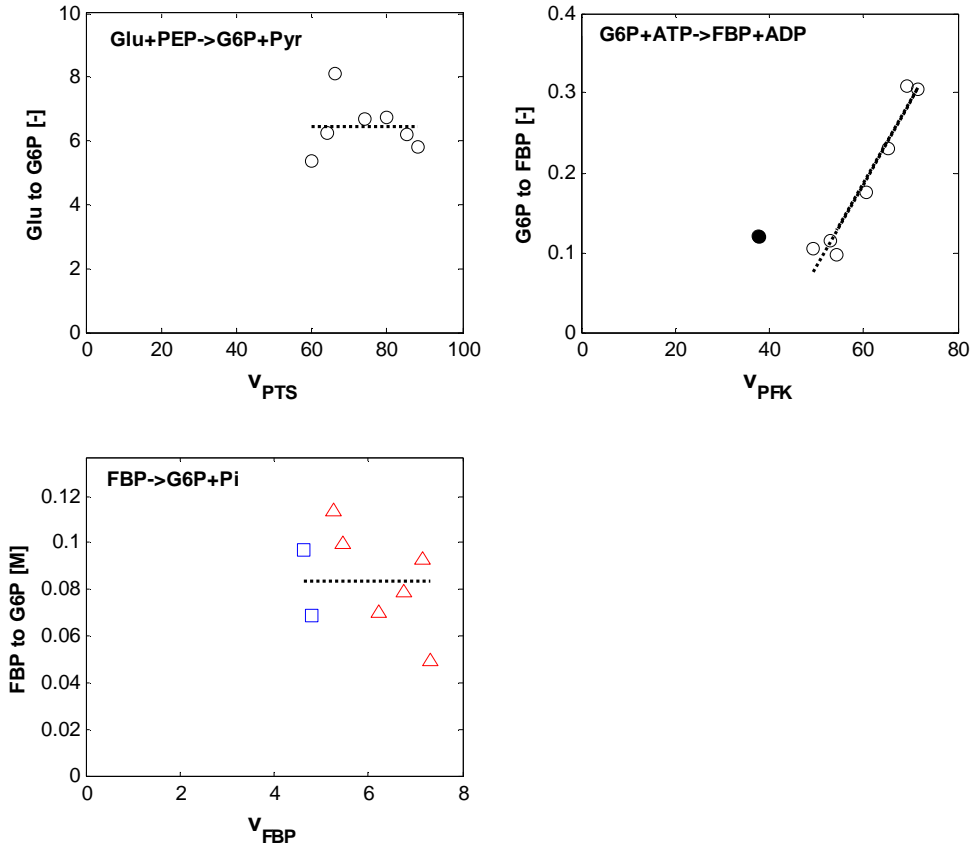 Glu+PEP->G6P+Pyr
Glu to G6P [-]
10
8
6
4
2
0
0 20 40 60 80 100
v_PTS
G6P+ATP->FBP+ADP
G6P to FBP [-]
0.4
0.3
0.2
0.1
0
0 20 40 60 80
v_PFK
FBP->G6P+Pi
FBP to G6P [M]
0.12
0.1
0.08
0.06
0.04
0.02
0
0 2 4 6 8
v_FBP